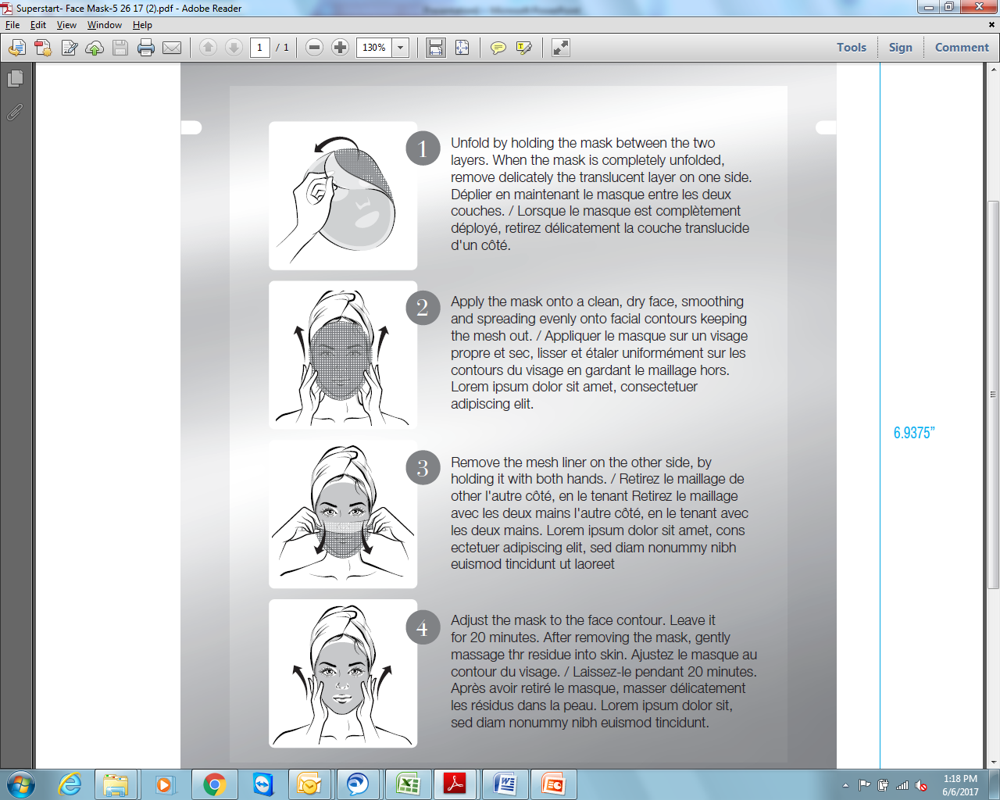 Superstart- Face Mask-5 26 17 (2).pdf - Adobe Reader
File Edit View Window Help
1 / 1 130% Tools Sign Comment
1
Unfold by holding the mask between the two
layers. When the mask is completely unfolded,
remove delicately the translucent layer on one side.
Déplier en maintenant le masque entre les deux
couches. / Lorsque le masque est complètement
déployé, retirez délicatement la couche translucide
d'un côté.
2
Apply the mask onto a clean, dry face, smoothing
and spreading evenly onto facial contours keeping
the mesh out. / Appliquer le masque sur un visage
propre et sec, lisser et étaler uniformément sur les
contours du visage en gardant le maillage hors.
Lorem ipsum dolor sit amet, consectetuer
adipiscing elit.
6.9375”
3
Remove the mesh liner on the other side, by
holding it with both hands. / Retirez le maillage de
other l'autre côté, en le tenant Retirez le maillage
avec les deux mains l'autre côté, en le tenant avec
les deux mains. Lorem ipsum dolor sit amet, cons
ectetuer adipiscing elit, sed diam nonummy nibh
euismod tincidunt ut laoreet
4
Adjust the mask to the face contour. Leave it
for 20 minutes. After removing the mask, gently
massage thr residue into skin. Ajustez le masque au
contour du visage. / Laissez-le pendant 20 minutes.
Après avoir retiré le masque, masser délicatement
les résidus dans la peau. Lorem ipsum dolor sit,
sed diam nonummy nibh euismod tincidunt.
1:18 PM
6/6/2017